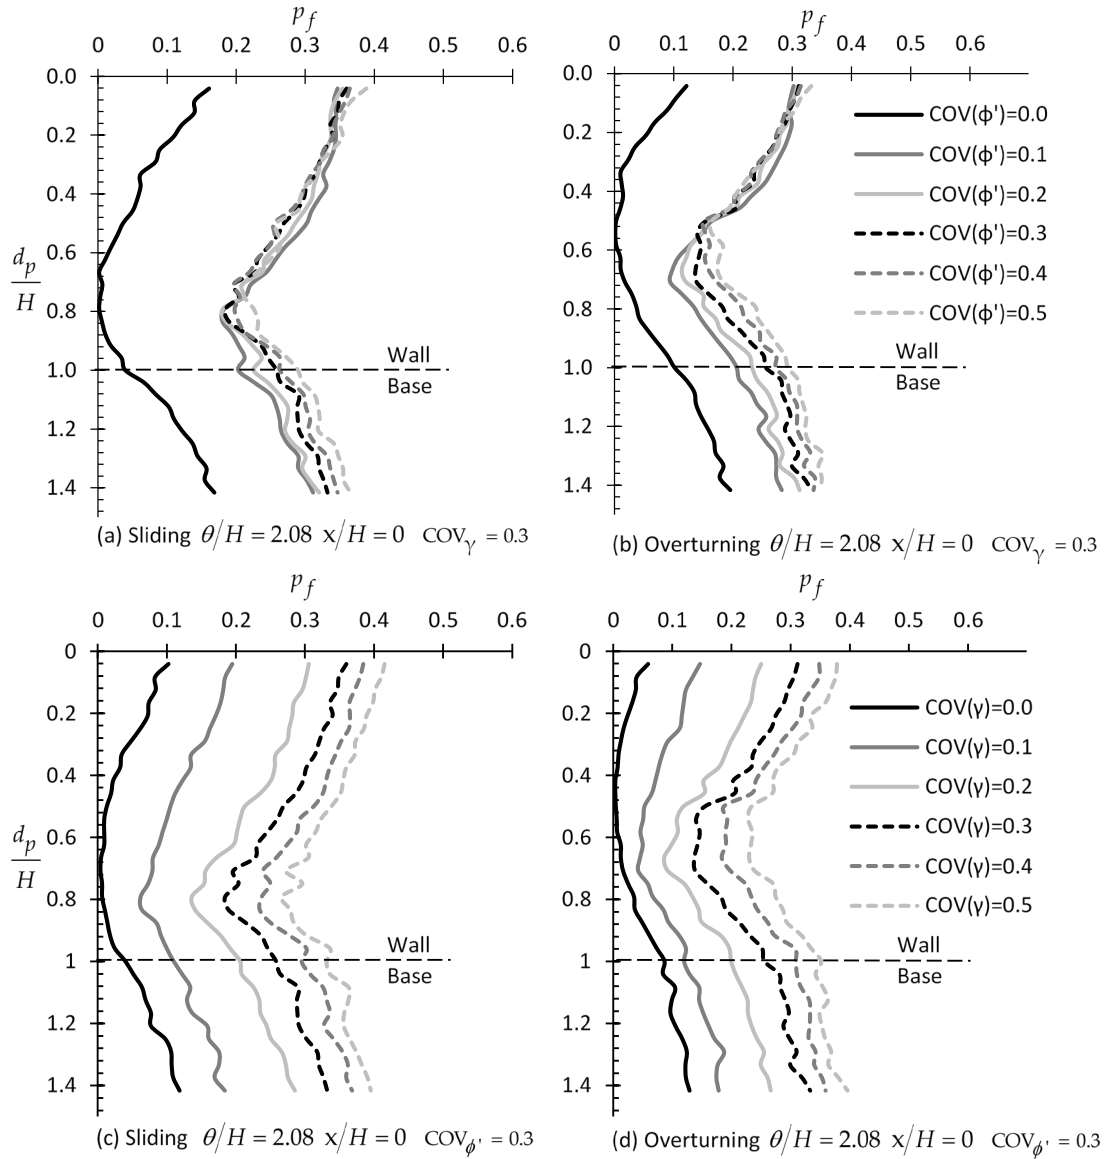 p_f p_f
0 0.1 0.2 0.3 0.4 0.5 0.6 0 0.1 0.2 0.3 0.4 0.5 0.6
0.0 0.0
COV(ϕ')=0.0
0.2 0.2
COV(ϕ')=0.1
0.4 0.4
COV(ϕ')=0.2
COV(ϕ')=0.3
0.6 0.6
d_p/H
COV(ϕ')=0.4
0.8 0.8
COV(ϕ')=0.5
Wall Wall
1.0 1.0
Base Base
1.2 1.2
1.4 1.4
(a) Sliding θ/H = 2.08 x/H = 0 COV_γ = 0.3
(b) Overturning θ/H = 2.08 x/H = 0 COV_γ = 0.3
p_f p_f
0 0.1 0.2 0.3 0.4 0.5 0.6 0 0.1 0.2 0.3 0.4 0.5 0.6
0 0
0.2 0.2
COV(γ)=0.0
COV(γ)=0.1
0.4 0.4
COV(γ)=0.2
0.6 0.6
COV(γ)=0.3
d_p/H
COV(γ)=0.4
0.8 0.8
COV(γ)=0.5
Wall Wall
1 1
Base Base
1.2 1.2
1.4 1.4
(c) Sliding θ/H = 2.08 x/H = 0 COV_ϕ' = 0.3
(d) Overturning θ/H = 2.08 x/H = 0 COV_ϕ' = 0.3